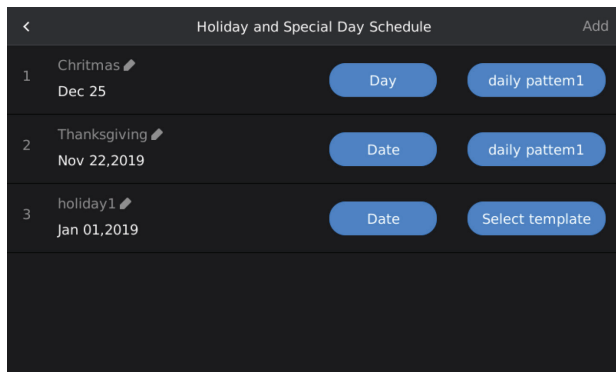 Holiday and Special Day Schedule Add
1 Chritmas Day daily pattem1
Dec 25
2 Thanksgiving Date daily pattem1
Nov 22,2019
3 holiday1 Date Select template
Jan 01,2019